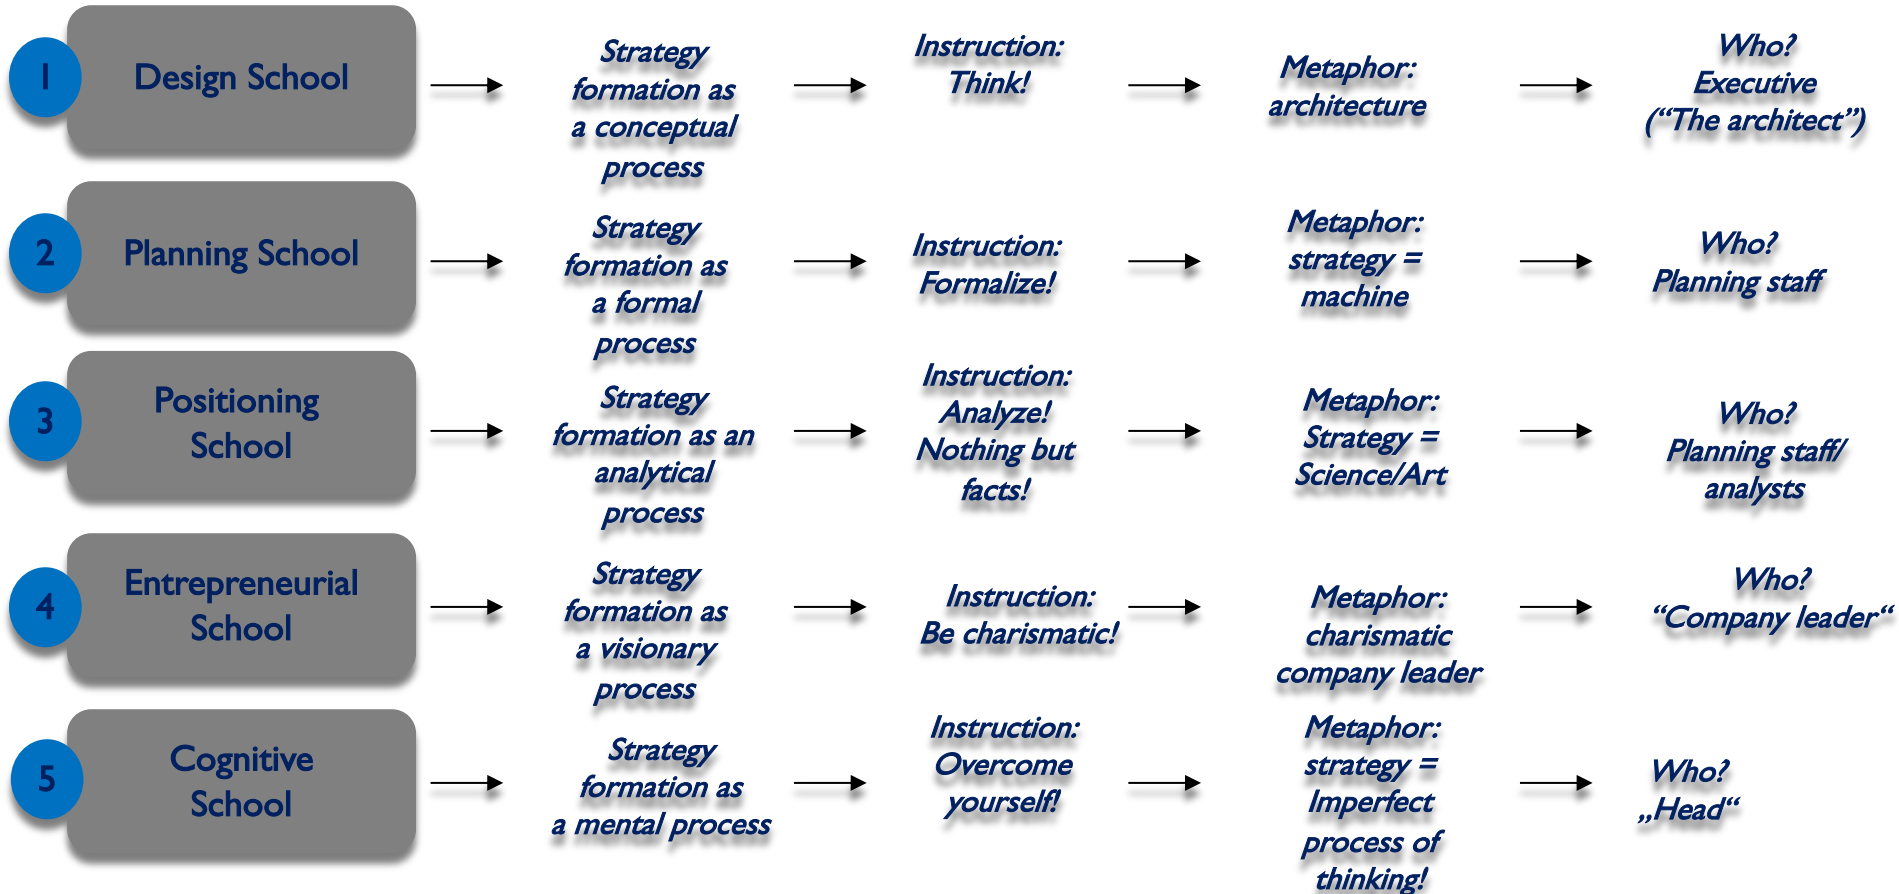 1
Design School
Strategy
formation as
a conceptual
process
Instruction:
Think!
Metaphor:
architecture
Who?
Executive
(“The architect”)
2
Planning School
Strategy
formation as
a formal
process
Instruction:
Formalize!
Metaphor:
strategy =
machine
Who?
Planning staff
3
Positioning
School
Strategy
formation as an
analytical
process
Instruction:
Analyze!
Nothing but
facts!
Metaphor:
Strategy =
Science/Art
Who?
Planning staff/
analysts
4
Entrepreneurial
School
Strategy
formation as
a visionary
process
Instruction:
Be charismatic!
Metaphor:
charismatic
company leader
Who?
“Company leader“
5
Cognitive
School
Strategy
formation as
a mental process
Instruction:
Overcome
yourself!
Metaphor:
strategy =
Imperfect
process of
thinking!
Who?
„Head“